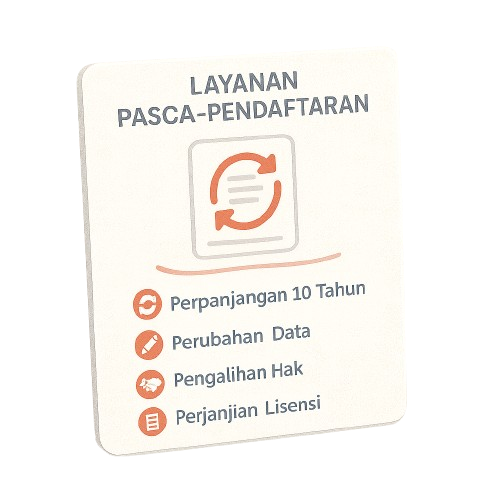 LAYANAN
PASCA-PENDAFTARAN
Perpanjangan 10 Tahun
Perubahan Data
Pengalihan Hak
Perjanjian Lisensi